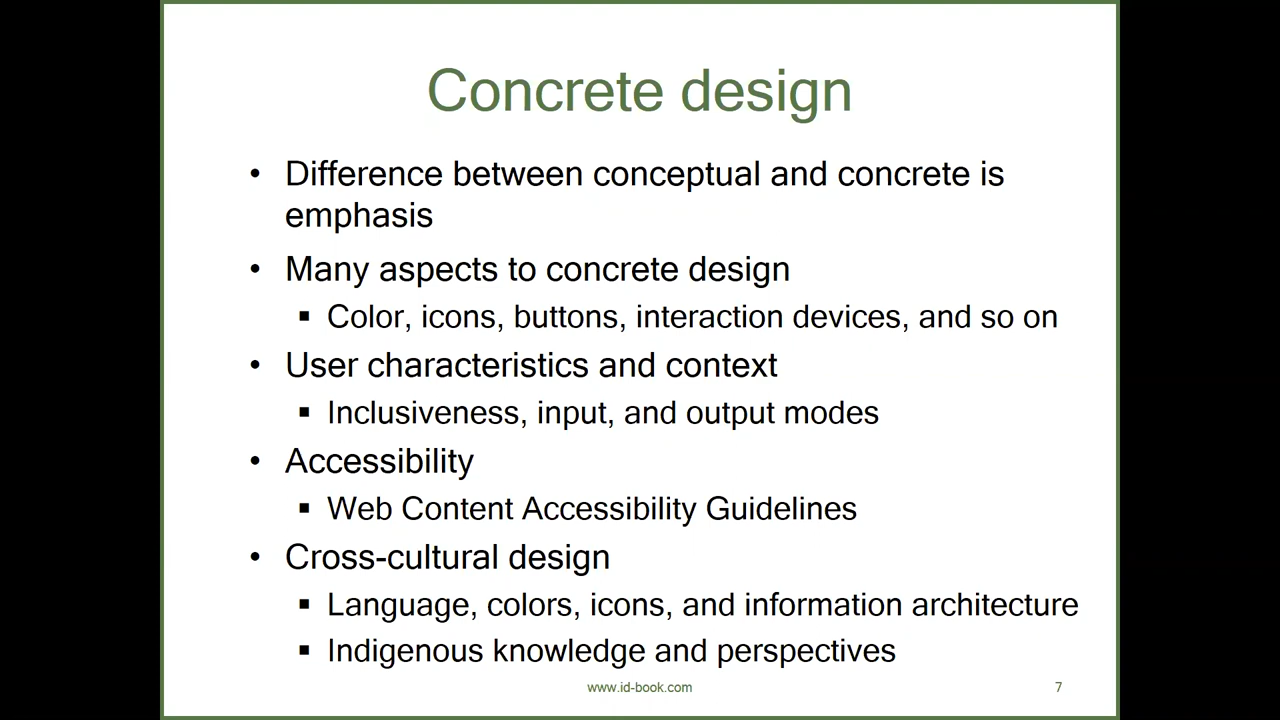 Concrete design
• Difference between conceptual and concrete is
emphasis
• Many aspects to concrete design
▪ Color, icons, buttons, interaction devices, and so on
• User characteristics and context
▪ Inclusiveness, input, and output modes
• Accessibility
▪ Web Content Accessibility Guidelines
• Cross-cultural design
▪ Language, colors, icons, and information architecture
▪ Indigenous knowledge and perspectives
www.id-book.com 7